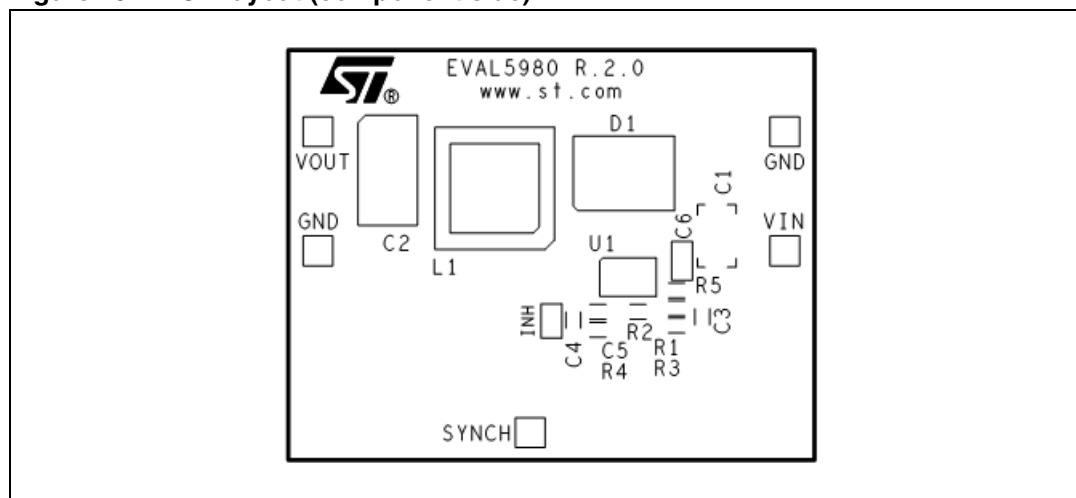 EVAL5980 R.2.0
www.st.com
ST®
D1
VOUT
GND
C1
GND
C6
VIN
C2
U1
L1
R5
INH
C4
R2
C3
C5
R1
R4
R3
SYNCH